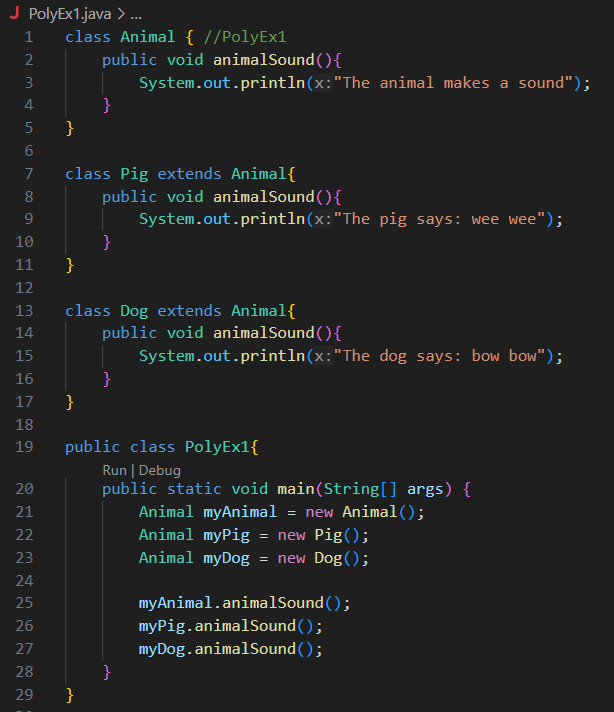 J PolyEx1.java > ...
1 class Animal { //PolyEx1
2     public void animalSound(){
3         System.out.println(x:"The animal makes a sound");
4     }
5 }
6
7 class Pig extends Animal{
8     public void animalSound(){
9         System.out.println(x:"The pig says: wee wee");
10     }
11 }
12
13 class Dog extends Animal{
14     public void animalSound(){
15         System.out.println(x:"The dog says: bow bow");
16     }
17 }
18
19 public class PolyEx1{
Run | Debug
20     public static void main(String[] args) {
21         Animal myAnimal = new Animal();
22         Animal myPig = new Pig();
23         Animal myDog = new Dog();
24
25         myAnimal.animalSound();
26         myPig.animalSound();
27         myDog.animalSound();
28     }
29 }